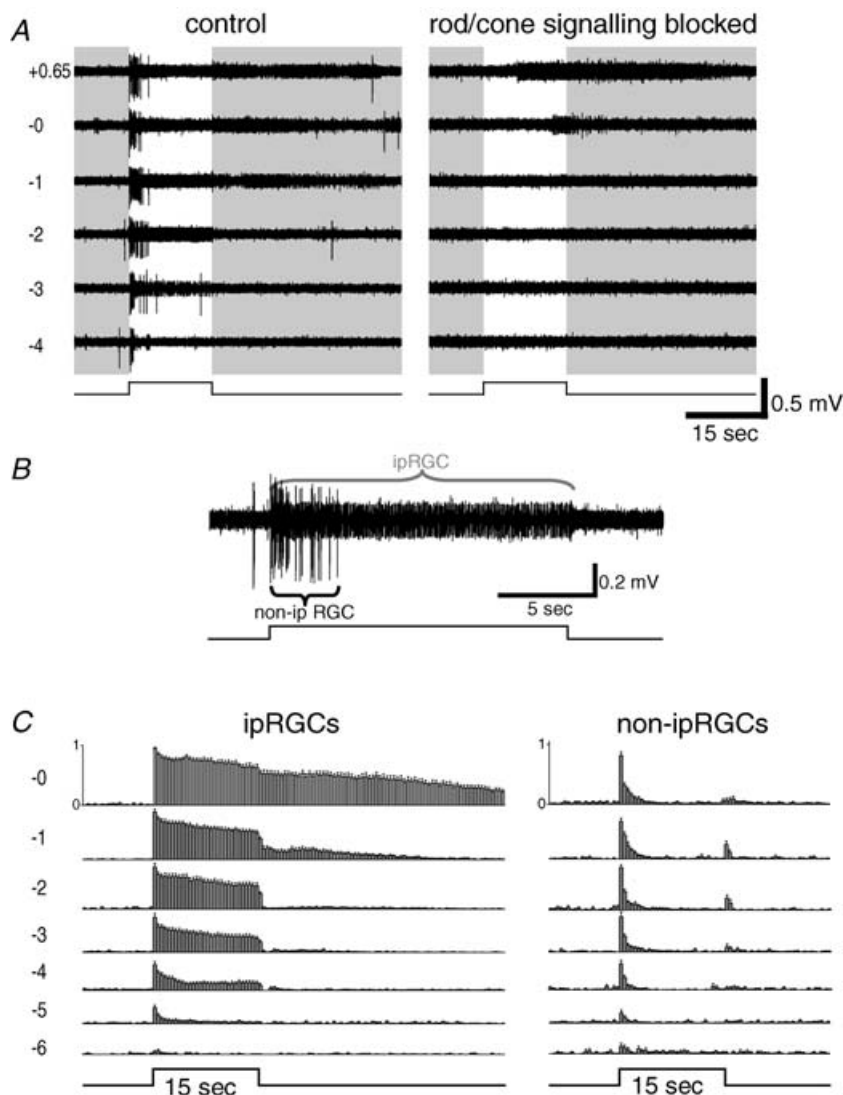 A
control
rod/cone signalling blocked
+0.65
-0
-1
-2
-3
-4
0.5 mV
15 sec
B
ipRGC
non-ip RGC
0.2 mV
5 sec
C
ipRGCs
non-ipRGCs
1
0
1
0
-0
-1
-2
-3
-4
-5
-6
15 sec
15 sec